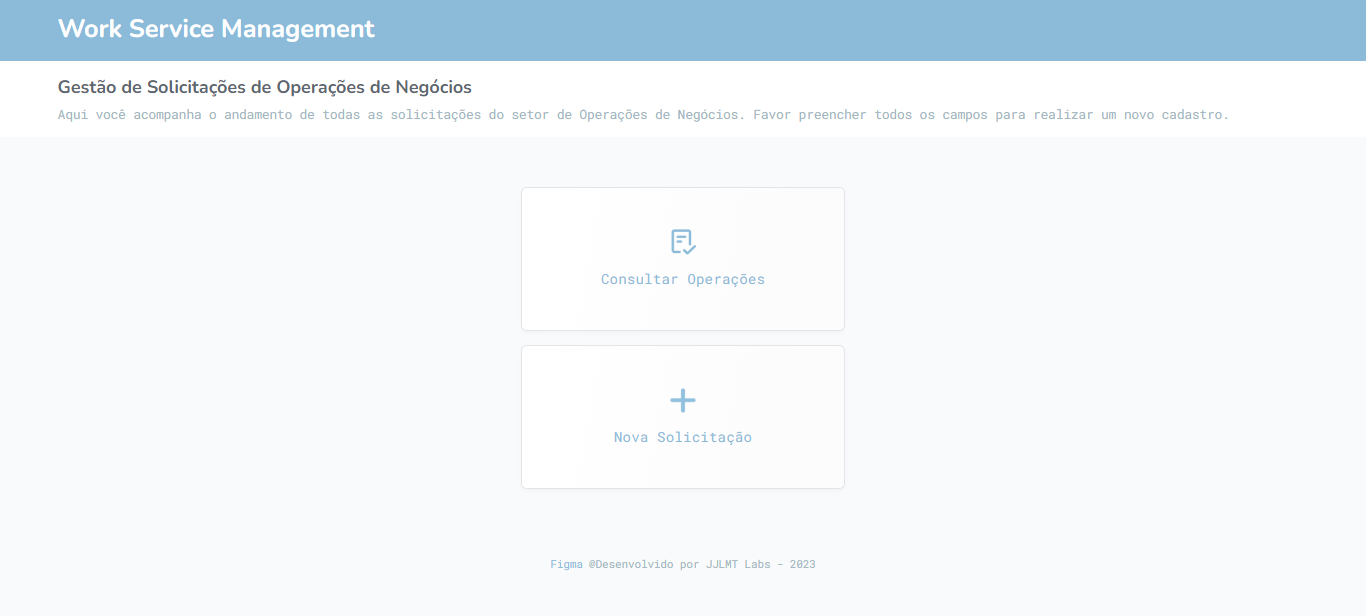 Work Service Management
Gestão de Solicitações de Operações de Negócios
Aqui você acompanha o andamento de todas as solicitações do setor de Operações de Negócios. Favor preencher todos os campos para realizar um novo cadastro.
Consultar Operações
Nova Solicitação
Figma @Desenvolvido por JJLMT Labs - 2023